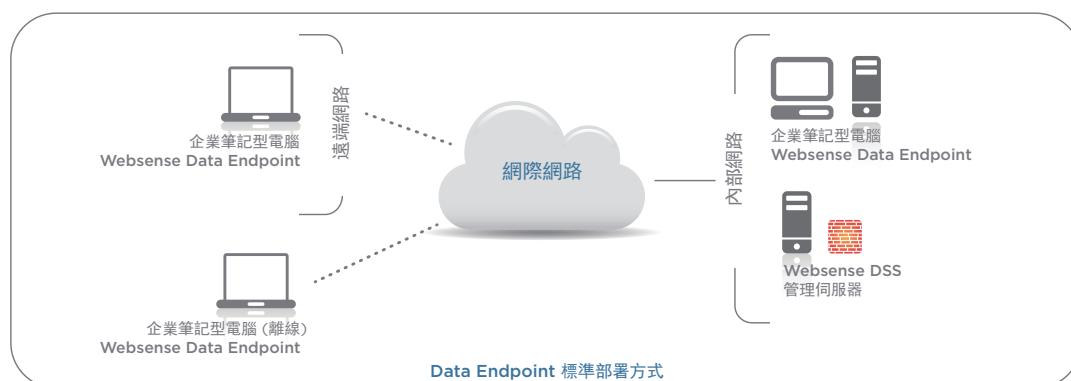 企業筆記型電腦
Websense Data Endpoint
遠端網路
企業筆記型電腦 (離線)
Websense Data Endpoint
網際網路
內部網路
企業筆記型電腦
Websense Data Endpoint
Websense DSS
管理伺服器
Data Endpoint 標準部署方式